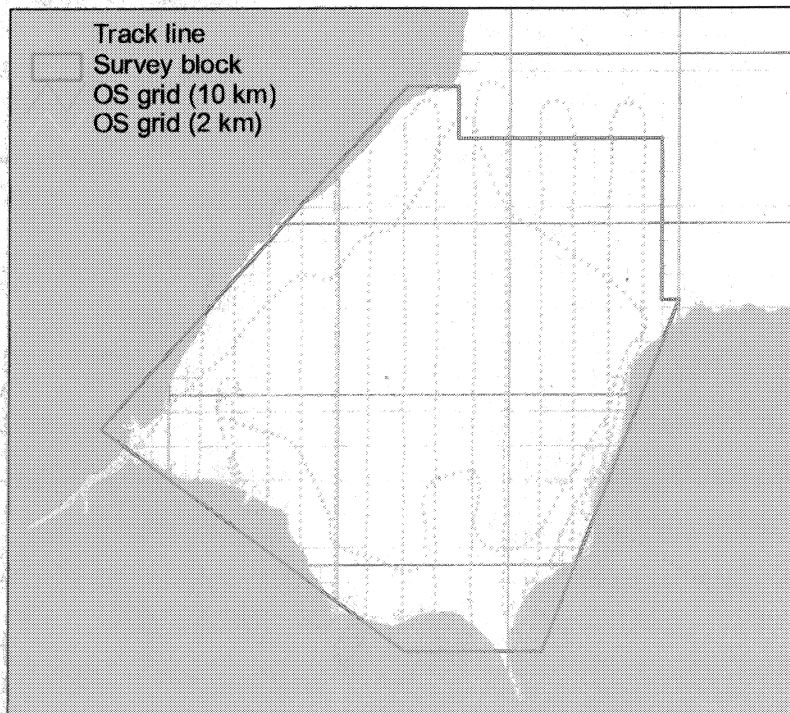 Track line
Survey block
OS grid (10 km)
OS grid (2 km)